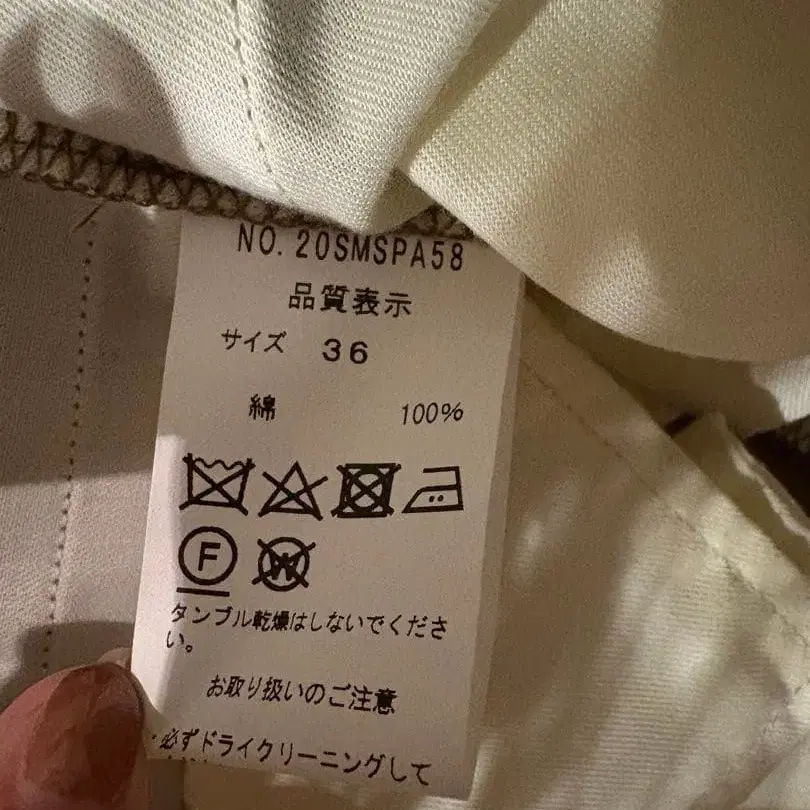 NO. 20SMSPA58
品質表示
サイズ 36
綿 100%
F W
タンブル乾燥はしないでくださ
い。
お取り扱いのご注意
・必ずドライクリーニングして